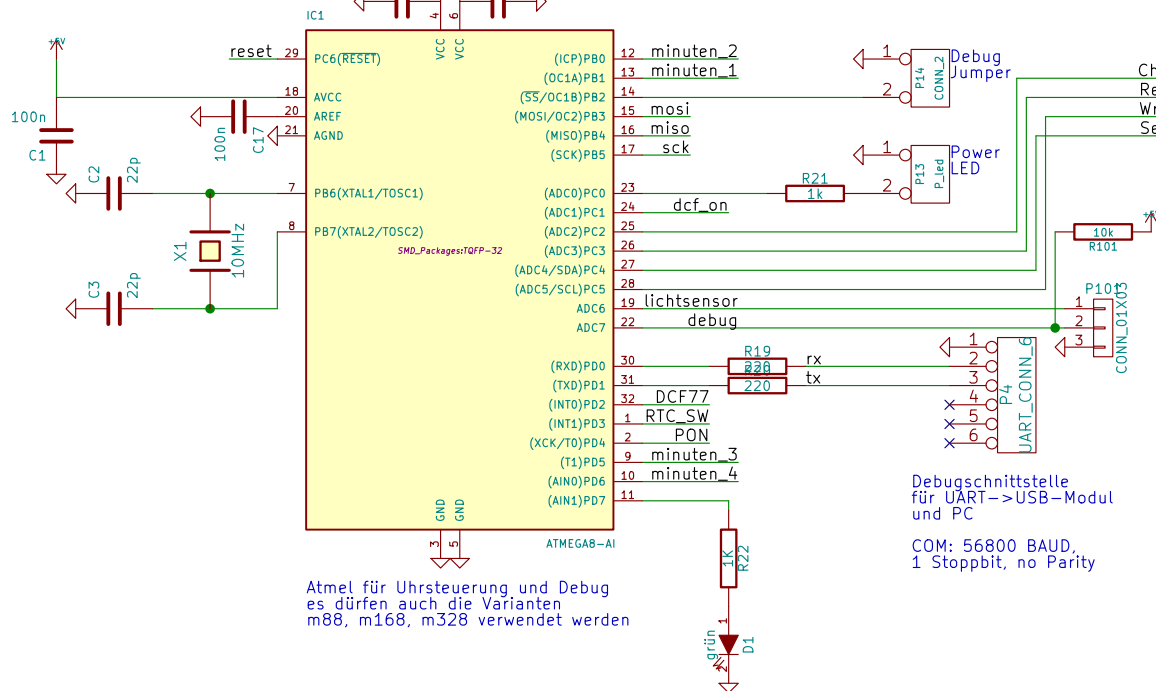 IC1
+5V
reset
29
PC6(RESET)
18
AVCC
20
AREF
21
AGND
100n
C1
100n
C17
C2
22p
7
PB6(XTAL1/TOSC1)
8
PB7(XTAL2/TOSC2)
X1
10MHz
C3
22p
4
6
VCC
VCC
SMD_Packages:TQFP-32
(ICP)PB0
12
minuten_2
(OC1A)PB1
13
minuten_1
(SS/OC1B)PB2
14
(MOSI/OC2)PB3
15
mosi
(MISO)PB4
16
miso
(SCK)PB5
17
sck
(ADC0)PC0
23
R21
1k
(ADC1)PC1
24
dcf_on
(ADC2)PC2
25
(ADC3)PC3
26
(ADC4/SDA)PC4
27
(ADC5/SCL)PC5
28
ADC6
19
lichtsensor
ADC7
22
debug
(RXD)PD0
30
R19
220
rx
(TXD)PD1
31
220
tx
(INT0)PD2
32
DCF77
(INT1)PD3
1
RTC_SW
(XCK/T0)PD4
2
PON
(T1)PD5
9
minuten_3
(AIN0)PD6
10
minuten_4
(AIN1)PD7
11
GND
GND
3
5
ATMEGA8-AI
1
2
P14
CONN_2
Debug
Jumper
1
2
P13
P_led
Power
LED
Ch
Re
Wr
Se
+5V
10k
R101
P101
1
2
3
CONN_01X03
1
2
3
4
5
6
P4
UART_CONN_6
Debugschnittstelle
für UART->USB-Modul
und PC
COM: 56800 BAUD,
1 Stoppbit, no Parity
1K
R22
1
grün
D1
2
Atmel für Uhrsteuerung und Debug
es dürfen auch die Varianten
m88, m168, m328 verwendet werden